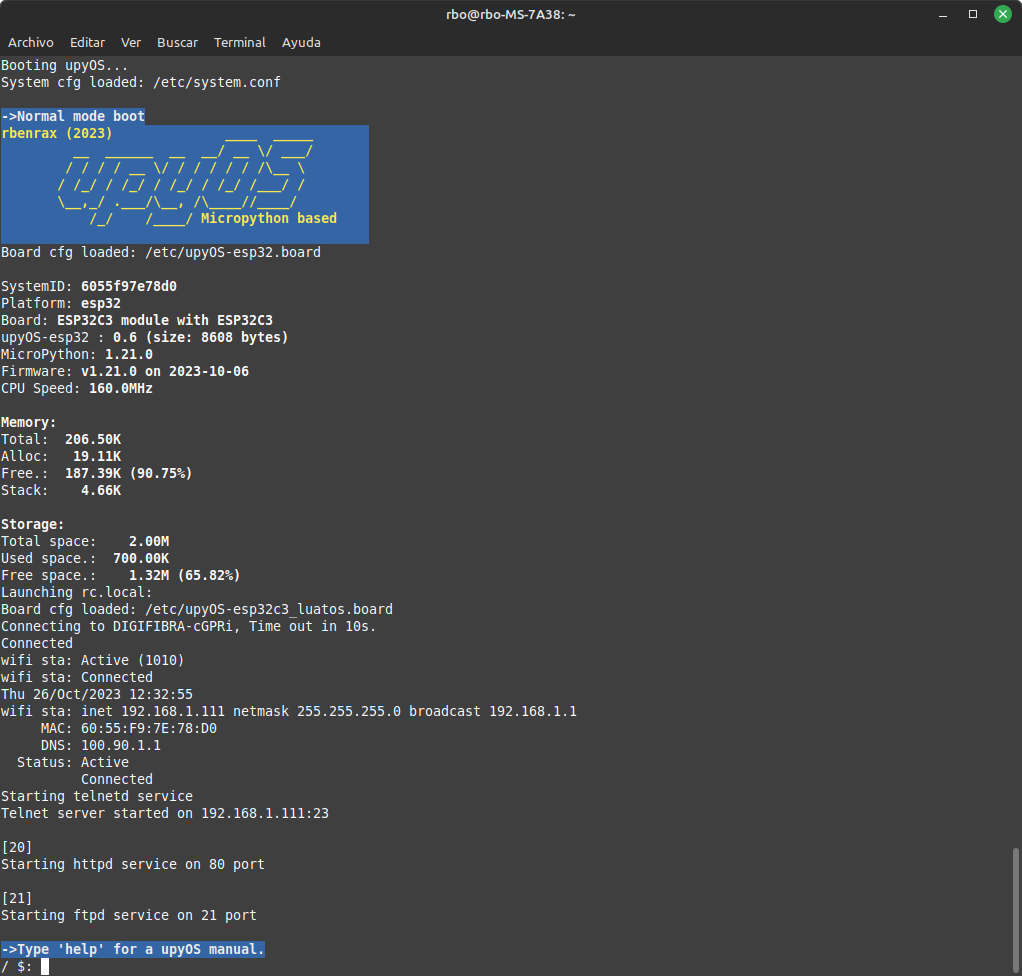 rbo@rbo-MS-7A38: ~
Archivo Editar Ver Buscar Terminal Ayuda
Booting upyOS...
System cfg loaded: /etc/system.conf
->Normal mode boot
rbenrax (2023)
upyOS
Micropython based
Board cfg loaded: /etc/upyOS-esp32.board
SystemID: 6055f97e78d0
Platform: esp32
Board: ESP32C3 module with ESP32C3
upyOS-esp32 : 0.6 (size: 8608 bytes)
MicroPython: 1.21.0
Firmware: v1.21.0 on 2023-10-06
CPU Speed: 160.0MHz
Memory:
Total:  206.50K
Alloc:   19.11K
Free.:  187.39K (90.75%)
Stack:    4.66K
Storage:
Total space:    2.00M
Used space.:  700.00K
Free space.:    1.32M (65.82%)
Launching rc.local:
Board cfg loaded: /etc/upyOS-esp32c3_luatos.board
Connecting to DIGIFIBRA-cGPRi, Time out in 10s.
Connected
wifi sta: Active (1010)
wifi sta: Connected
Thu 26/Oct/2023 12:32:55
wifi sta: inet 192.168.1.111 netmask 255.255.255.0 broadcast 192.168.1.1
MAC: 60:55:F9:7E:78:D0
DNS: 100.90.1.1
Status: Active
Connected
Starting telnetd service
Telnet server started on 192.168.1.111:23
[20]
Starting httpd service on 80 port
[21]
Starting ftpd service on 21 port
->Type 'help' for a upyOS manual.
/ $: